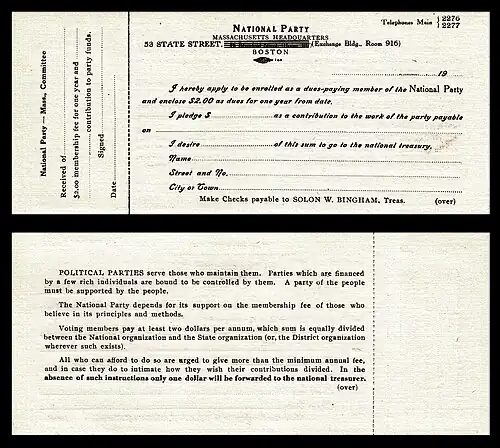 National Party — Mass., Committee
Received of
$2.00 membership fee for one year and
contribution to party funds.
Signed
Date
NATIONAL PARTY
MASSACHUSETTS HEADQUARTERS
53 STATE STREET. (Exchange Bldg., Room 916)
BOSTON
Telephones Main { 2276
{ 2277
19
I hereby apply to be enrolled as a dues-paying member of the National Party
and enclose $2.00 as dues for one year from date.
I pledge $ as a contribution to the work of the party payable
on
I desire of this sum to go to the national treasury.
Name
Street and No.
City or Town
Make Checks payable to SOLON W. BINGHAM, Treas. (over)
POLITICAL PARTIES serve those who maintain them. Parties which are financed
by a few rich individuals are bound to be controlled by them. A party of the people
must be supported by the people.
The National Party depends for its support on the membership fee of those who
believe in its principles and methods.
Voting members pay at least two dollars per annum, which sum is equally divided
between the National organization and the State organization (or, the District organization
wherever such exists).
All who can afford to do so are urged to give more than the minimum annual fee,
and in case they do to intimate how they wish their contributions divided. In the
absence of such instructions only one dollar will be forwarded to the national treasurer.
(over)